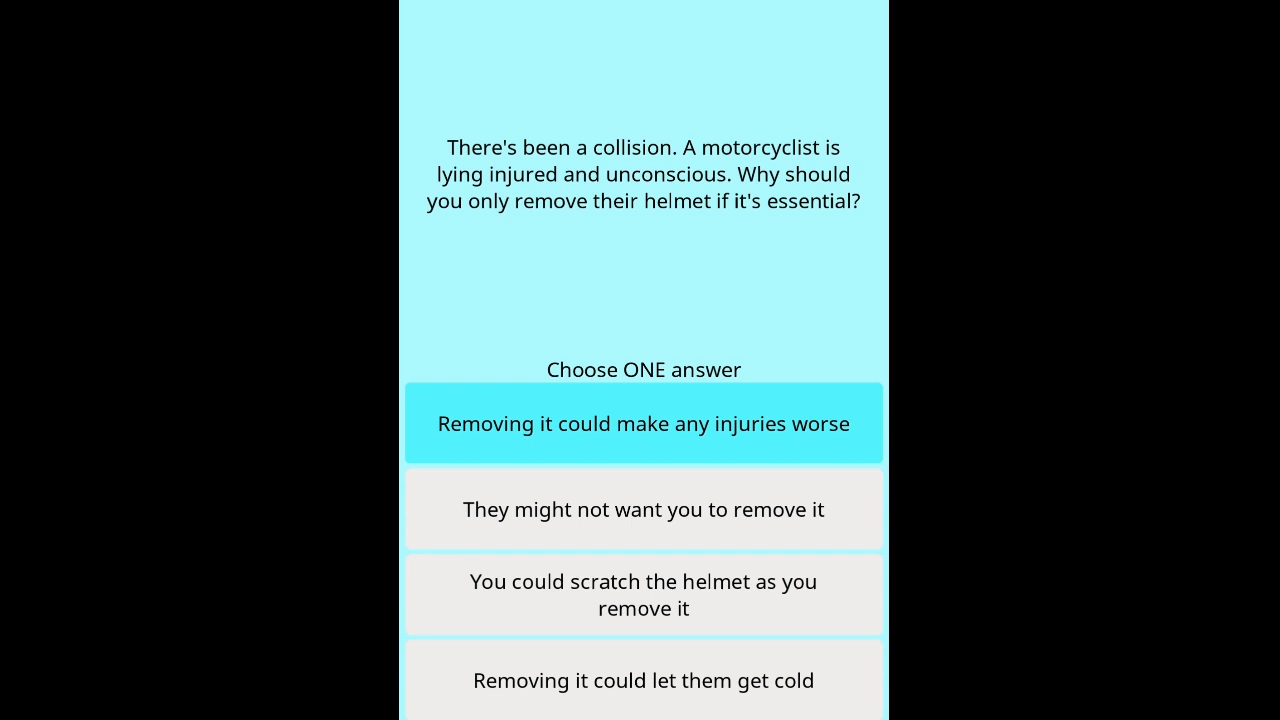 There's been a collision. A motorcyclist is
lying injured and unconscious. Why should
you only remove their helmet if it's essential?
Choose ONE answer
Removing it could make any injuries worse
They might not want you to remove it
You could scratch the helmet as you
remove it
Removing it could let them get cold